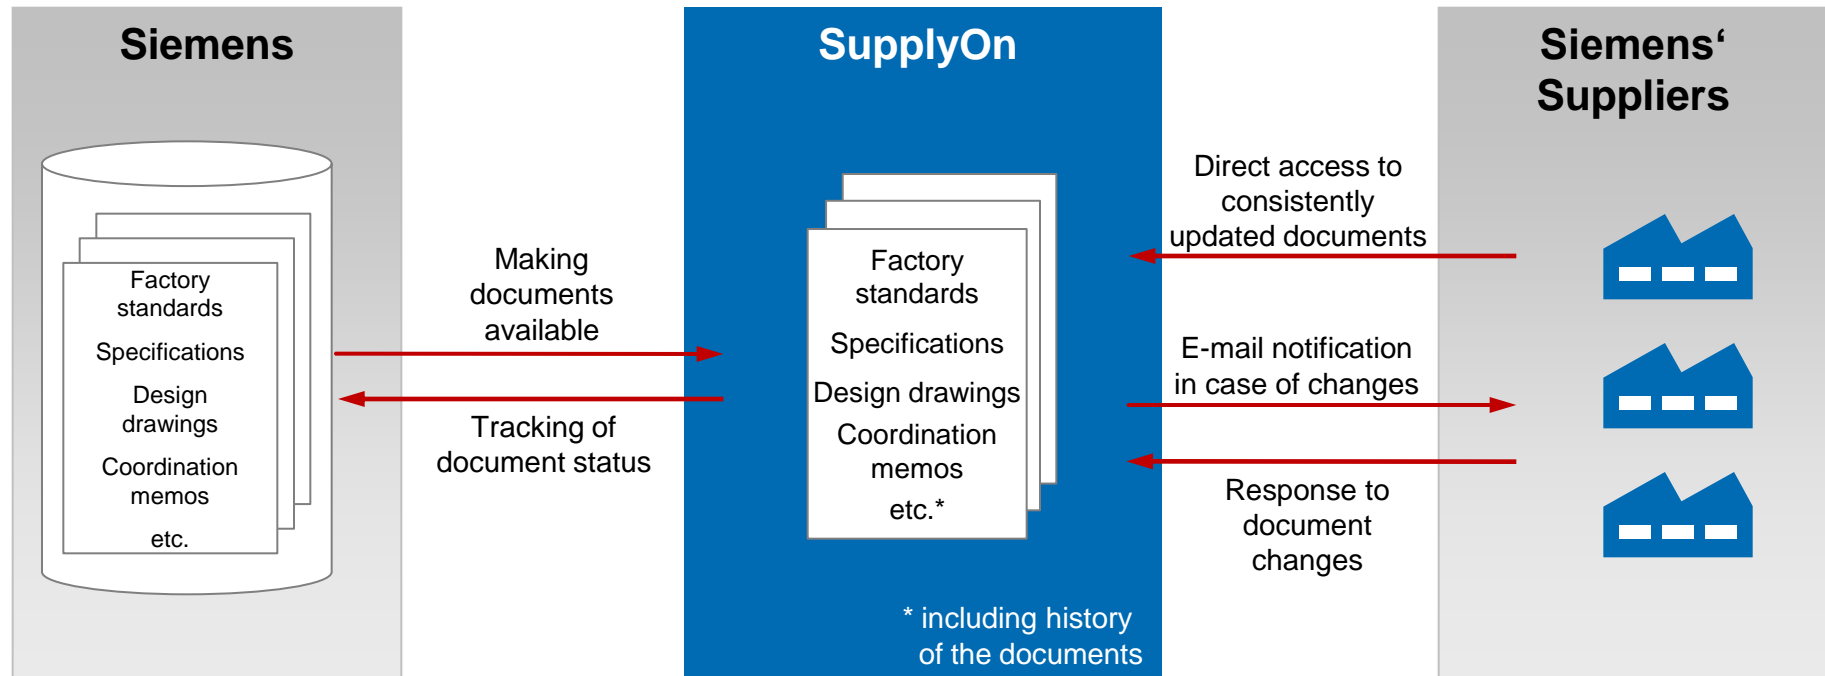 Siemens
Factory
standards
Specifications
Design
drawings
Coordination
memos
etc.
Making
documents
available
Tracking of
document status
SupplyOn
Factory
standards
Specifications
Design drawings
Coordination
memos
etc.*
* including history
of the documents
Direct access to
consistently
updated documents
E-mail notification
in case of changes
Response to
document
changes
Siemens‘
Suppliers